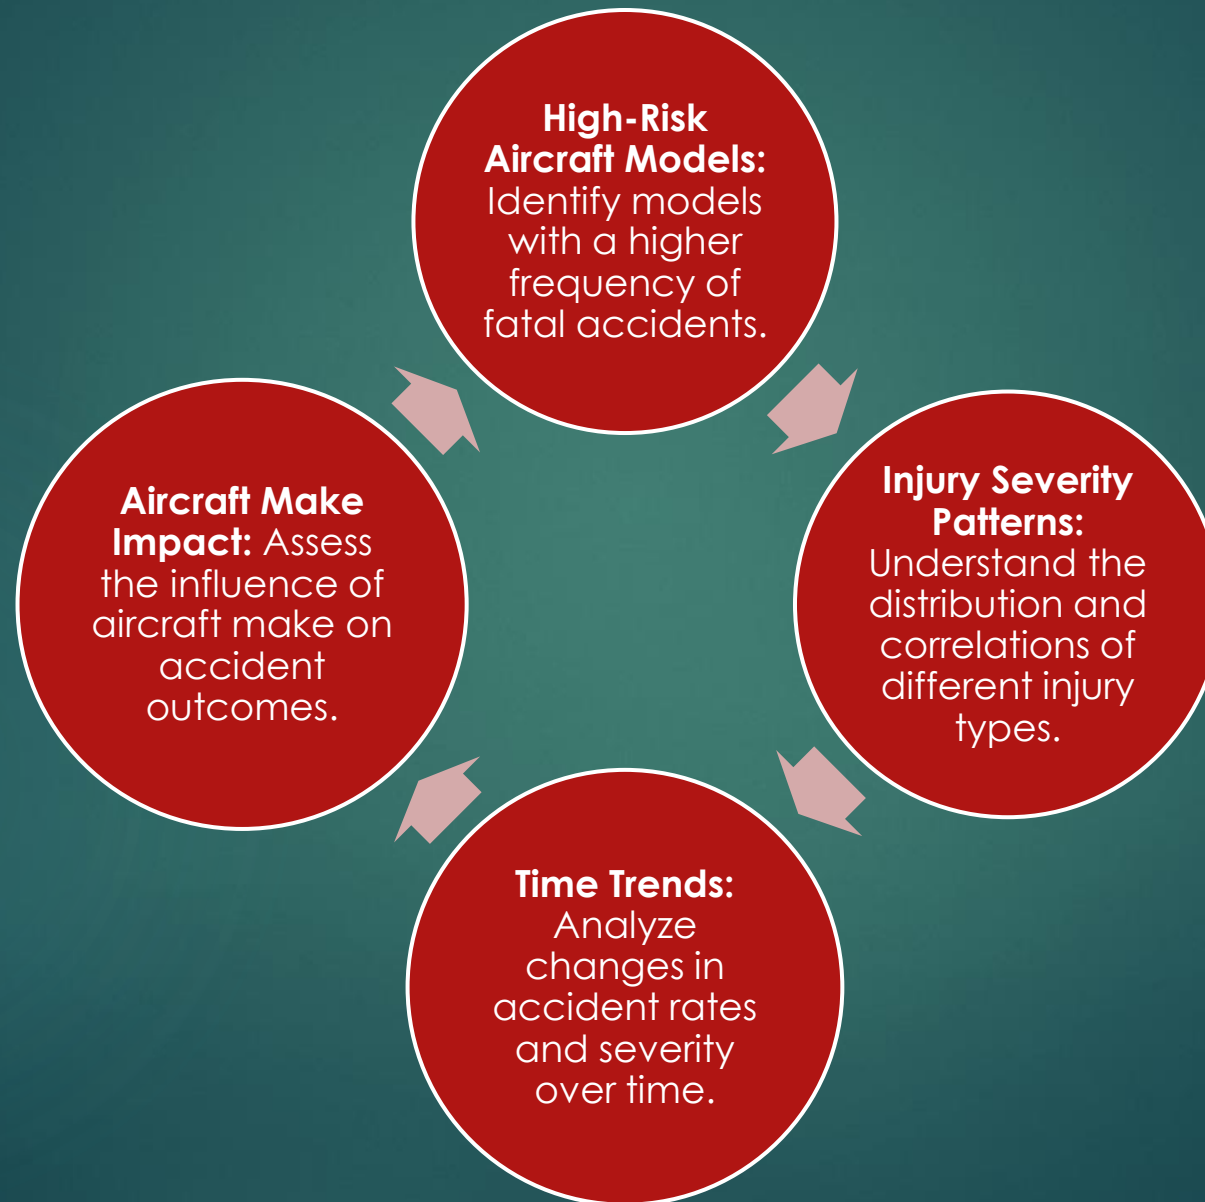 High-Risk
Aircraft Models:
Identify models
with a higher
frequency of
fatal accidents.
Injury Severity
Patterns:
Understand the
distribution and
correlations of
different injury
types.
Time Trends:
Analyze
changes in
accident rates
and severity
over time.
Aircraft Make
Impact: Assess
the influence of
aircraft make on
accident
outcomes.